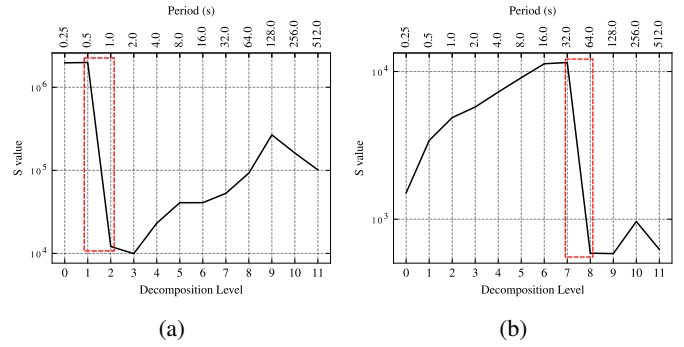 Period (s)
0.25 0.5 1.0 2.0 4.0 8.0 16.0 32.0 64.0 128.0 256.0 512.0
10^6
10^5
10^4
S value
0 1 2 3 4 5 6 7 8 9 10 11
Decomposition Level
(a)
Period (s)
0.25 0.5 1.0 2.0 4.0 8.0 16.0 32.0 64.0 128.0 256.0 512.0
10^4
10^3
S value
0 1 2 3 4 5 6 7 8 9 10 11
Decomposition Level
(b)